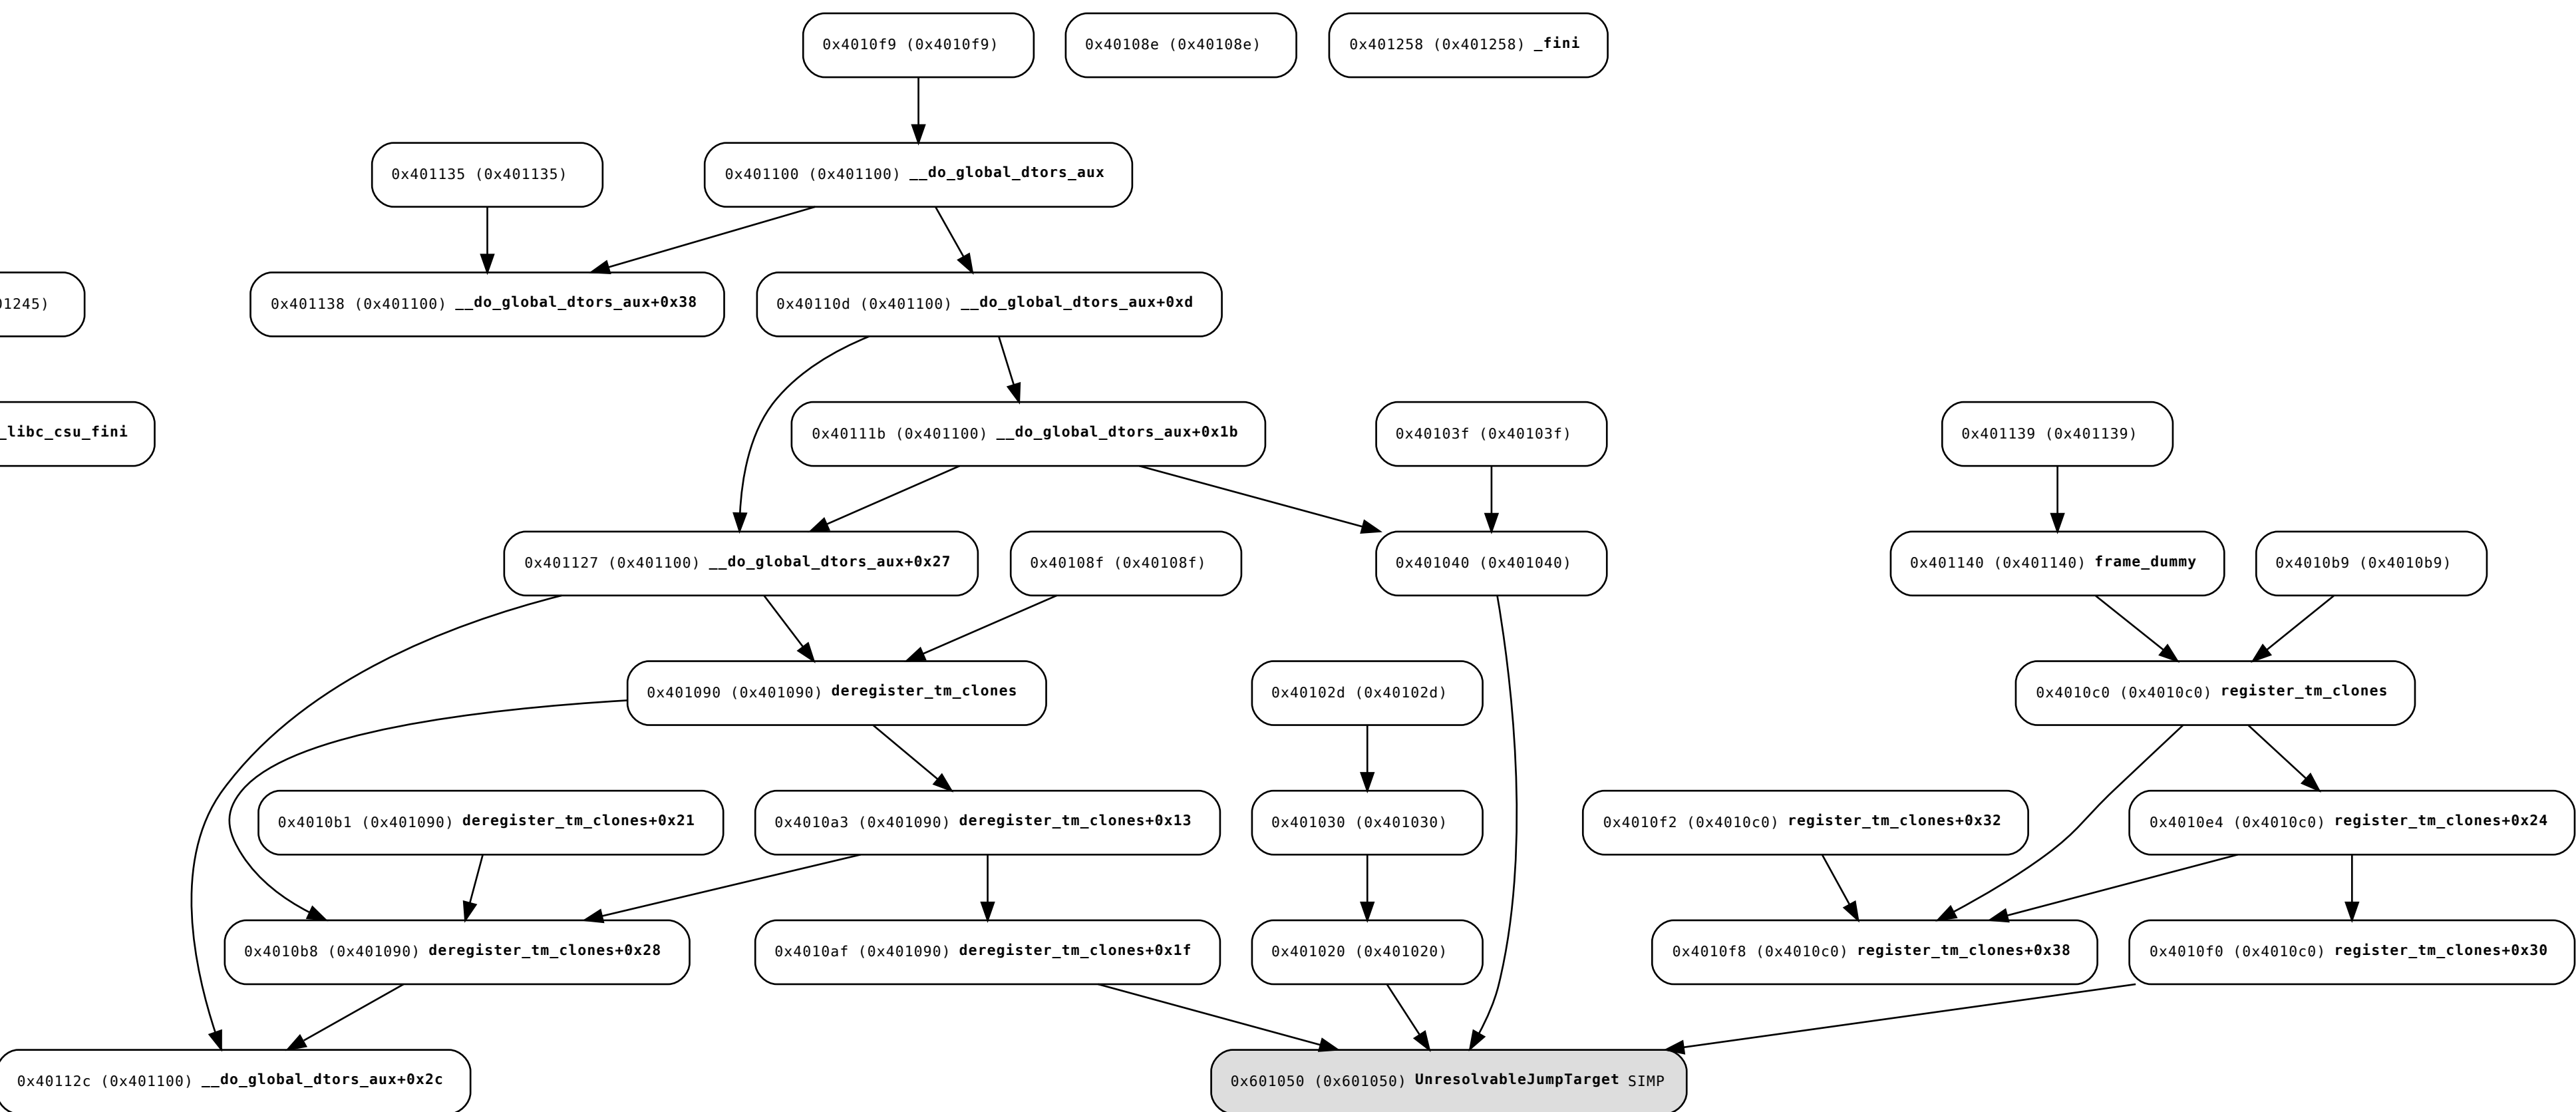 0x4010f9 (0x4010f9)
0x40108e (0x40108e)
0x401258 (0x401258) _fini
0x401135 (0x401135)
0x401100 (0x401100) __do_global_dtors_aux
01245)
0x401138 (0x401100) __do_global_dtors_aux+0x38
0x40110d (0x401100) __do_global_dtors_aux+0xd
_libc_csu_fini
0x40111b (0x401100) __do_global_dtors_aux+0x1b
0x40103f (0x40103f)
0x401139 (0x401139)
0x401127 (0x401100) __do_global_dtors_aux+0x27
0x40108f (0x40108f)
0x401040 (0x401040)
0x401140 (0x401140) frame_dummy
0x4010b9 (0x4010b9)
0x401090 (0x401090) deregister_tm_clones
0x40102d (0x40102d)
0x4010c0 (0x4010c0) register_tm_clones
0x4010b1 (0x401090) deregister_tm_clones+0x21
0x4010a3 (0x401090) deregister_tm_clones+0x13
0x401030 (0x401030)
0x4010f2 (0x4010c0) register_tm_clones+0x32
0x4010e4 (0x4010c0) register_tm_clones+0x24
0x4010b8 (0x401090) deregister_tm_clones+0x28
0x4010af (0x401090) deregister_tm_clones+0x1f
0x401020 (0x401020)
0x4010f8 (0x4010c0) register_tm_clones+0x38
0x4010f0 (0x4010c0) register_tm_clones+0x30
0x40112c (0x401100) __do_global_dtors_aux+0x2c
0x601050 (0x601050) UnresolvableJumpTarget SIMP